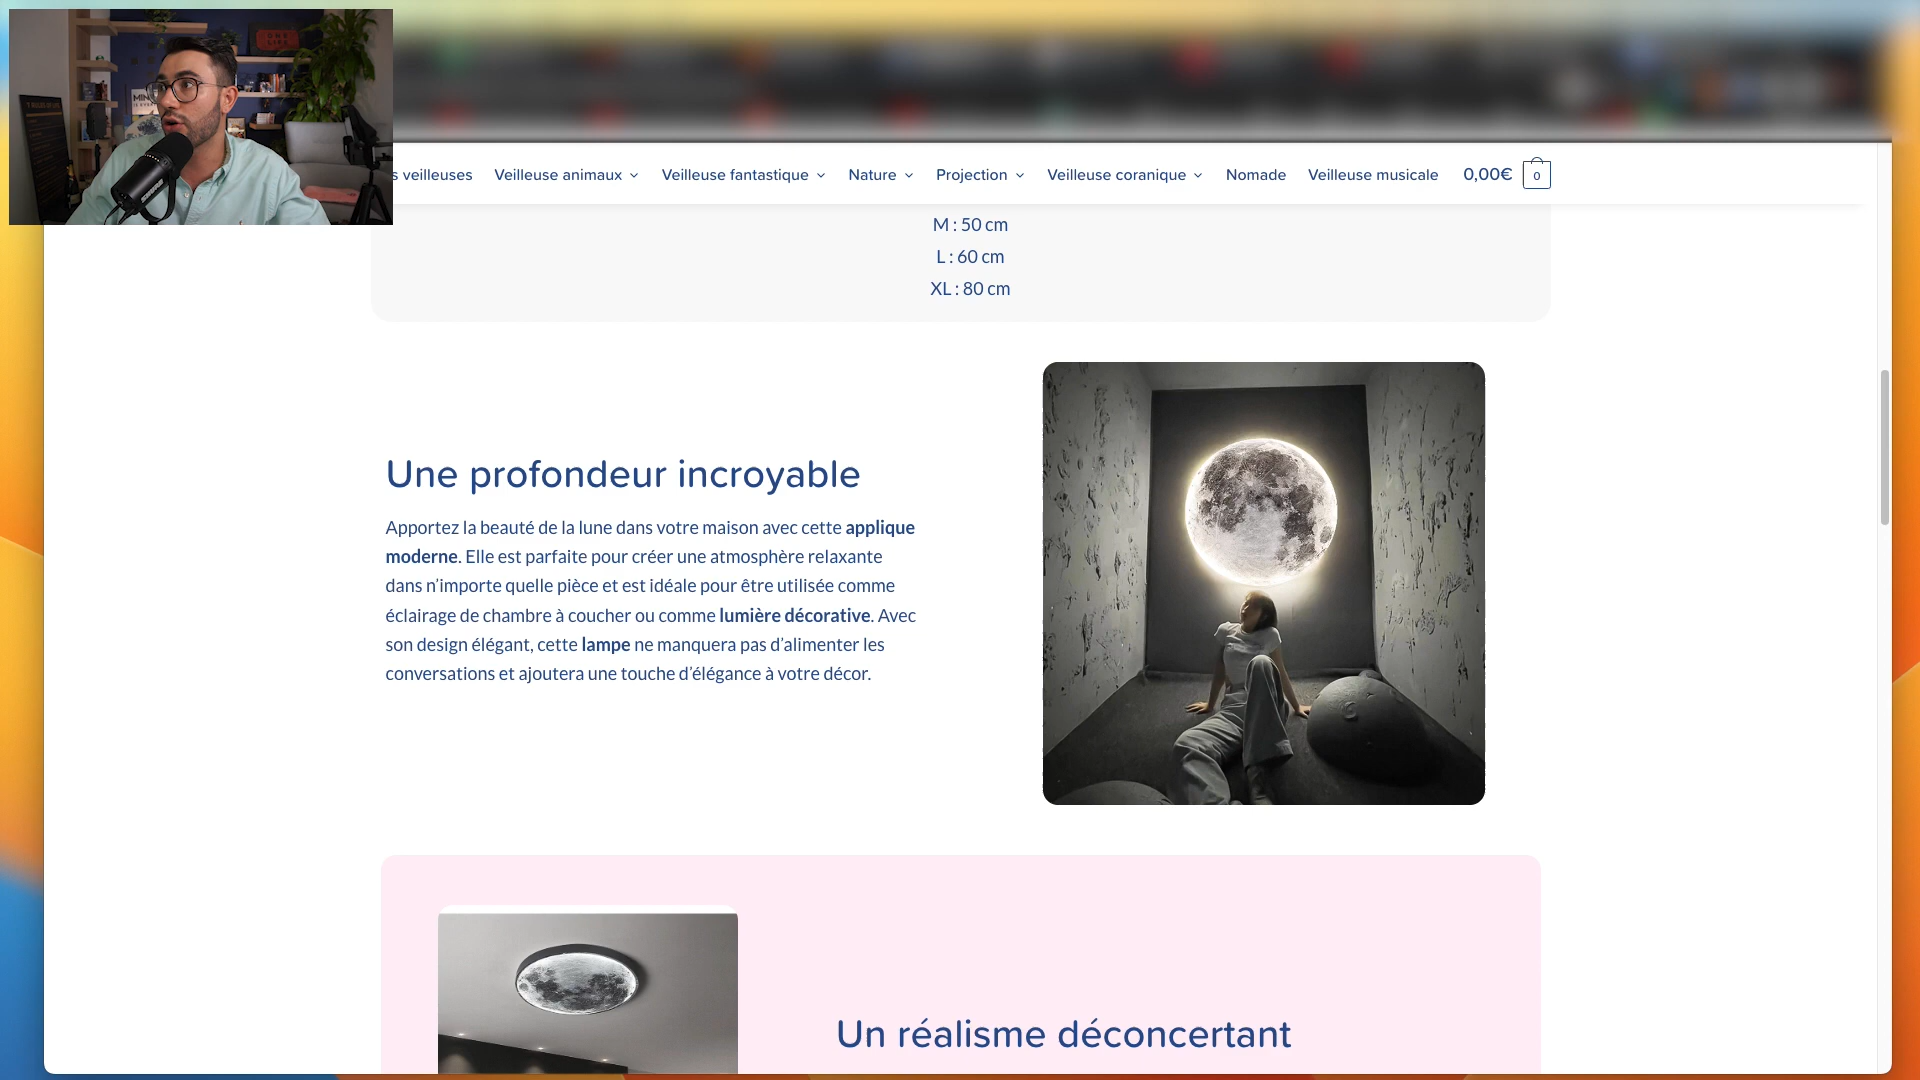 s veilleuses Veilleuse animaux Veilleuse fantastique Nature Projection Veilleuse coranique Nomade Veilleuse musicale 0,00€ 0
M : 50 cm
L : 60 cm
XL : 80 cm
Une profondeur incroyable
Apportez la beauté de la lune dans votre maison avec cette applique
moderne. Elle est parfaite pour créer une atmosphère relaxante
dans n’importe quelle pièce et est idéale pour être utilisée comme
éclairage de chambre à coucher ou comme lumière décorative. Avec
son design élégant, cette lampe ne manquera pas d’alimenter les
conversations et ajoutera une touche d’élégance à votre décor.
Un réalisme déconcertant